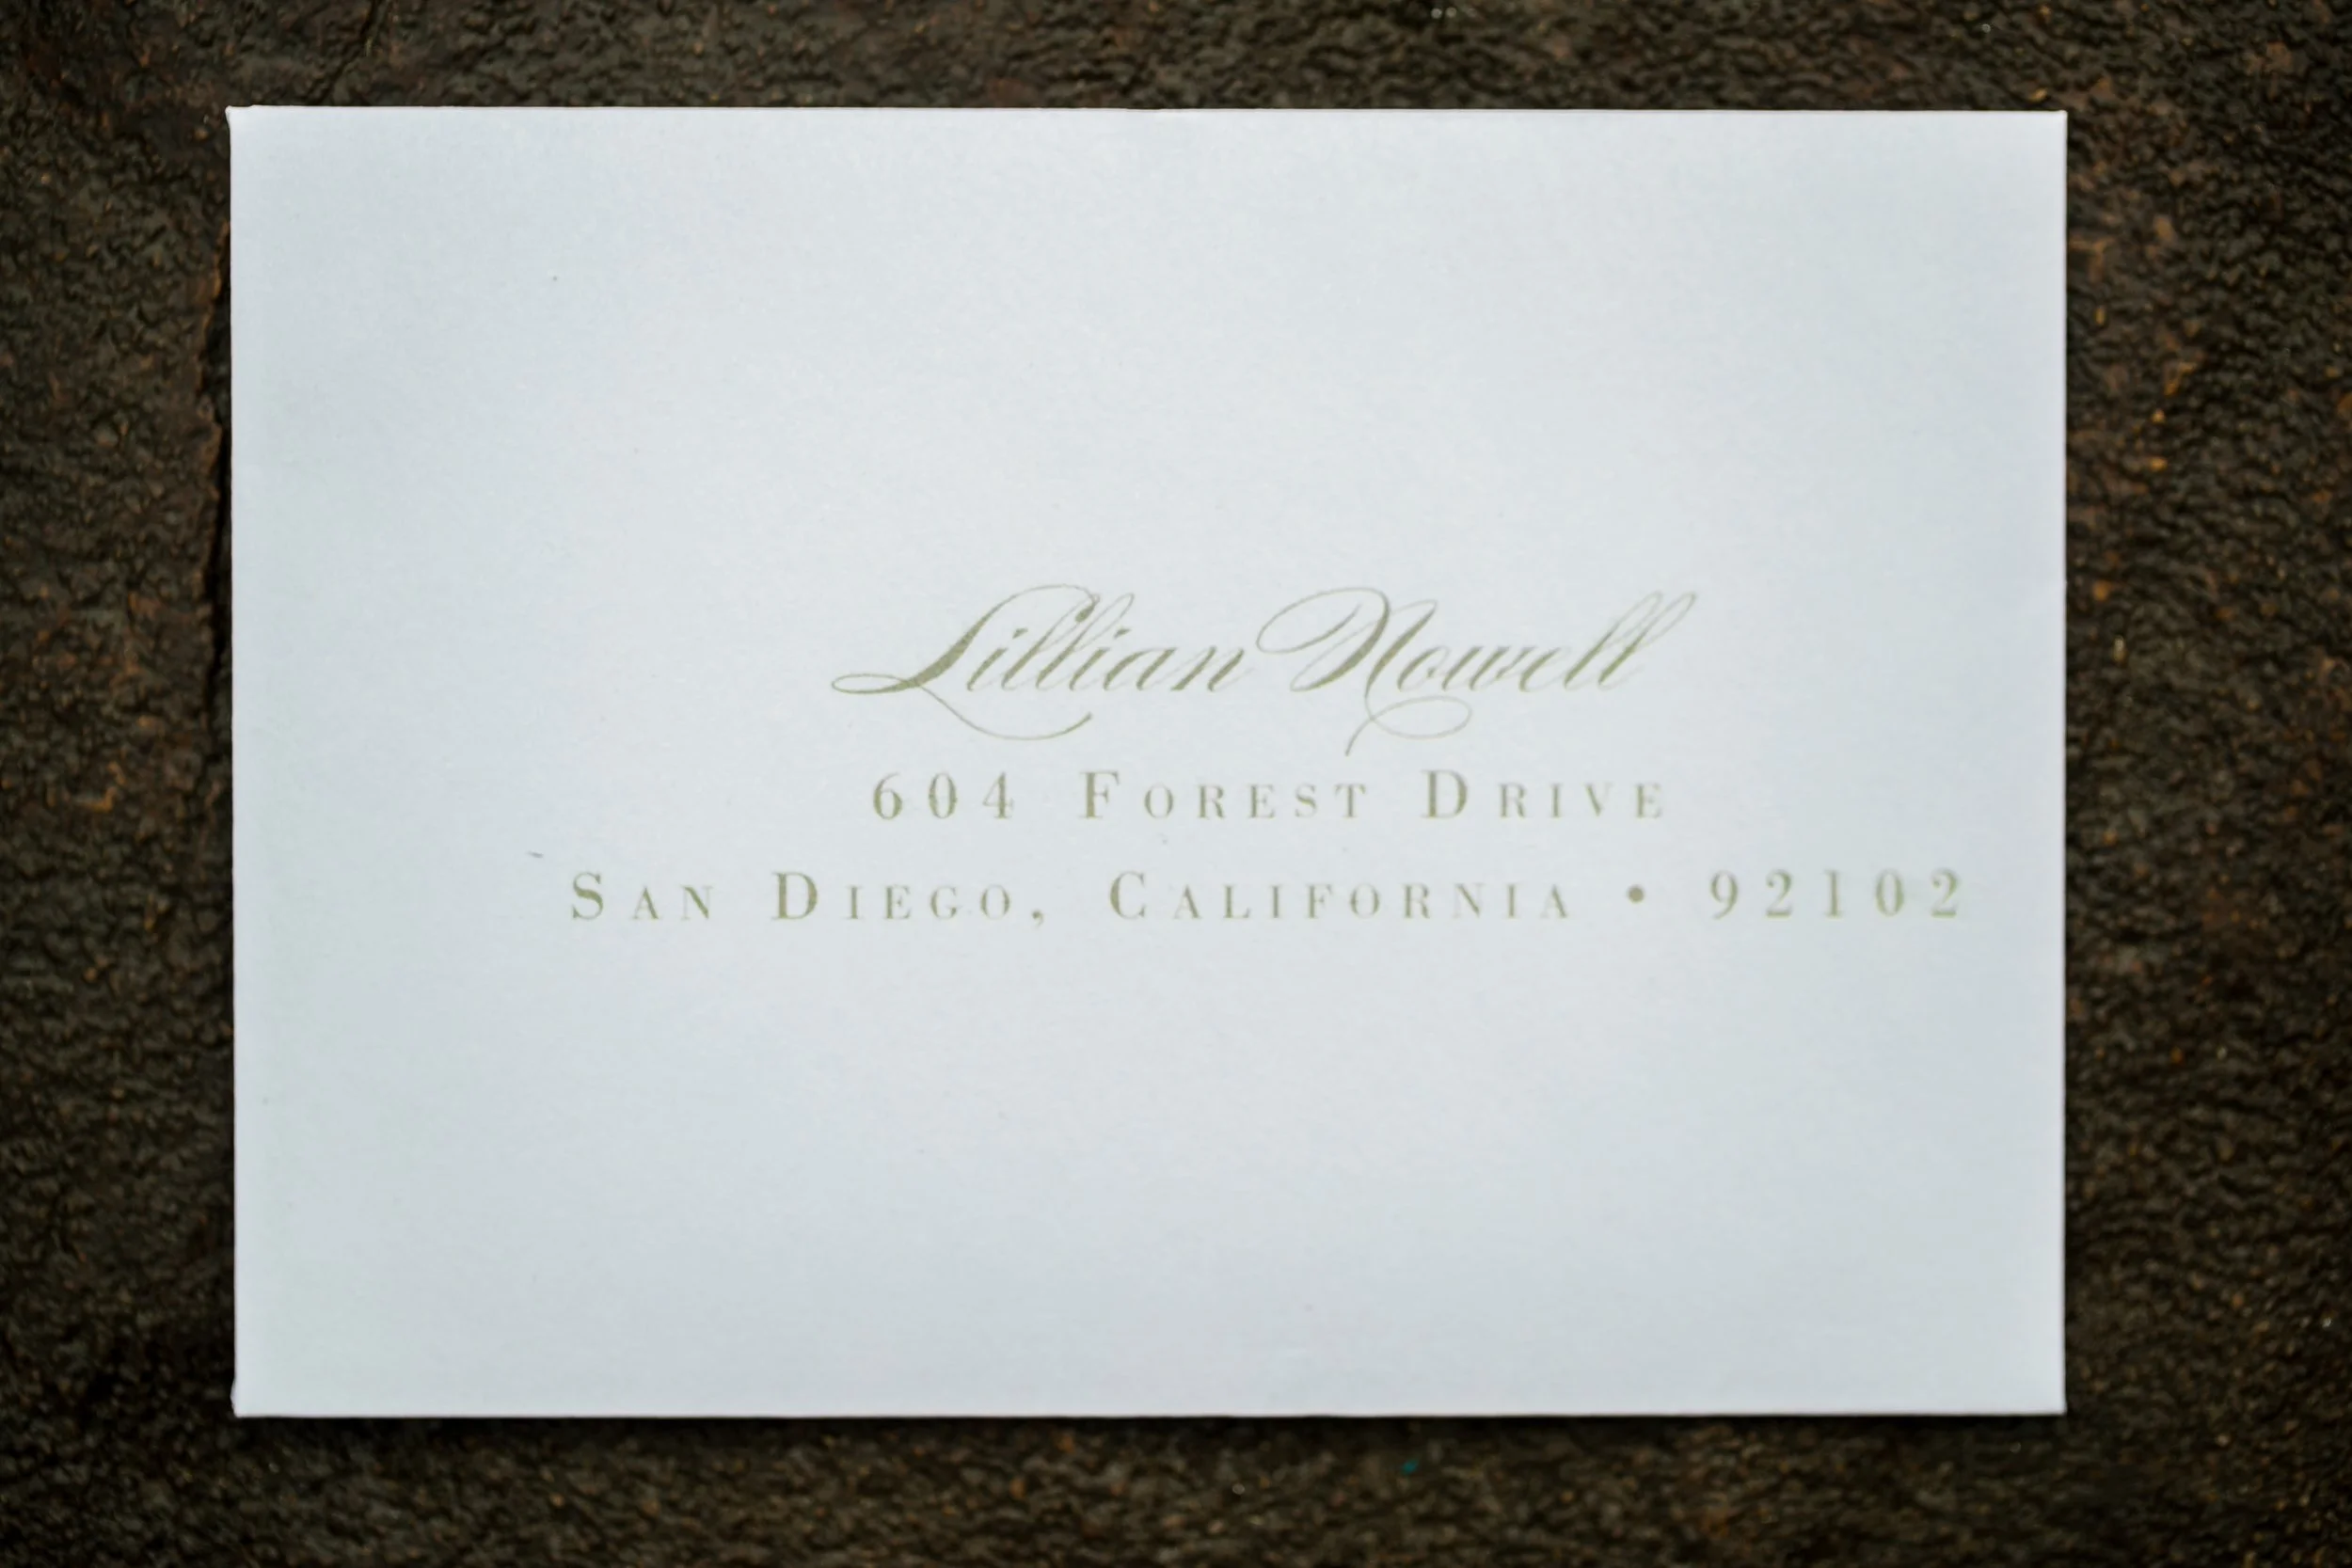 Lillian Nowell
604 Forest Drive
San Diego, California • 92102